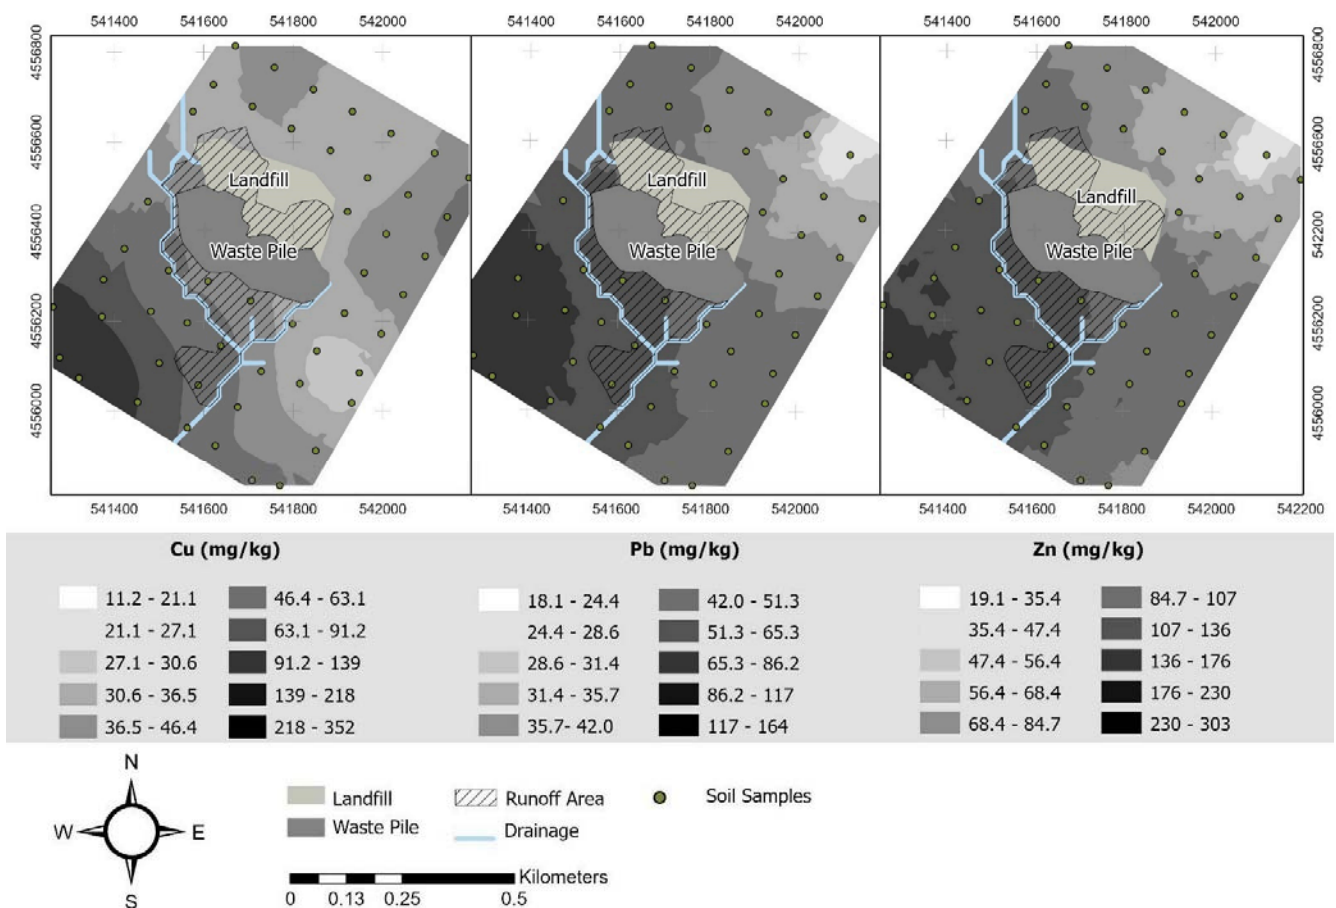 541400 541600 541800 542000 541400 541600 541800 542000 541400 541600 541800 542000
4556800 4556600 4556400 4556200 4556000
Landfill
Waste Pile
Landfill
Waste Pile
Landfill
Waste Pile
4556800 4556600 542200 4556200 4556000
541400 541600 541800 542000 541400 541600 541800 542000 541400 541600 541800 542000 542200
Cu (mg/kg) Pb (mg/kg) Zn (mg/kg)
11.2 - 21.1 46.4 - 63.1 18.1 - 24.4 42.0 - 51.3 19.1 - 35.4 84.7 - 107
21.1 - 27.1 63.1 - 91.2 24.4 - 28.6 51.3 - 65.3 35.4 - 47.4 107 - 136
27.1 - 30.6 91.2 - 139 28.6 - 31.4 65.3 - 86.2 47.4 - 56.4 136 - 176
30.6 - 36.5 139 - 218 31.4 - 35.7 86.2 - 117 56.4 - 68.4 176 - 230
36.5 - 46.4 218 - 352 35.7- 42.0 117 - 164 68.4 - 84.7 230 - 303
N
W E
S
Landfill Runoff Area Soil Samples
Waste Pile Drainage
Kilometers
0 0.13 0.25 0.5